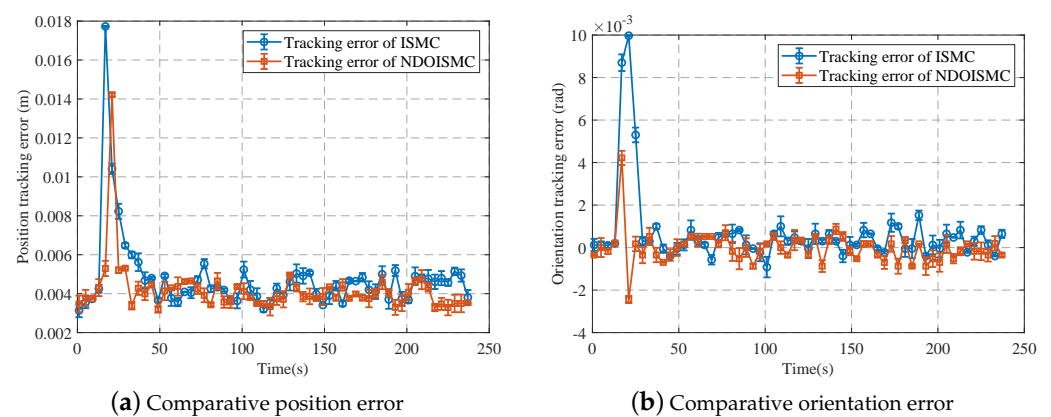 0.018
0.016
0.014
0.012
0.01
0.008
0.006
0.004
0.002
Position tracking error (m)
Tracking error of ISMC
Tracking error of NDOISMC
0 50 100 150 200 250
Time(s)
(a) Comparative position error
×10-3
10
8
6
4
2
0
-2
-4
Orientation tracking error (rad)
Tracking error of ISMC
Tracking error of NDOISMC
0 50 100 150 200 250
Time(s)
(b) Comparative orientation error